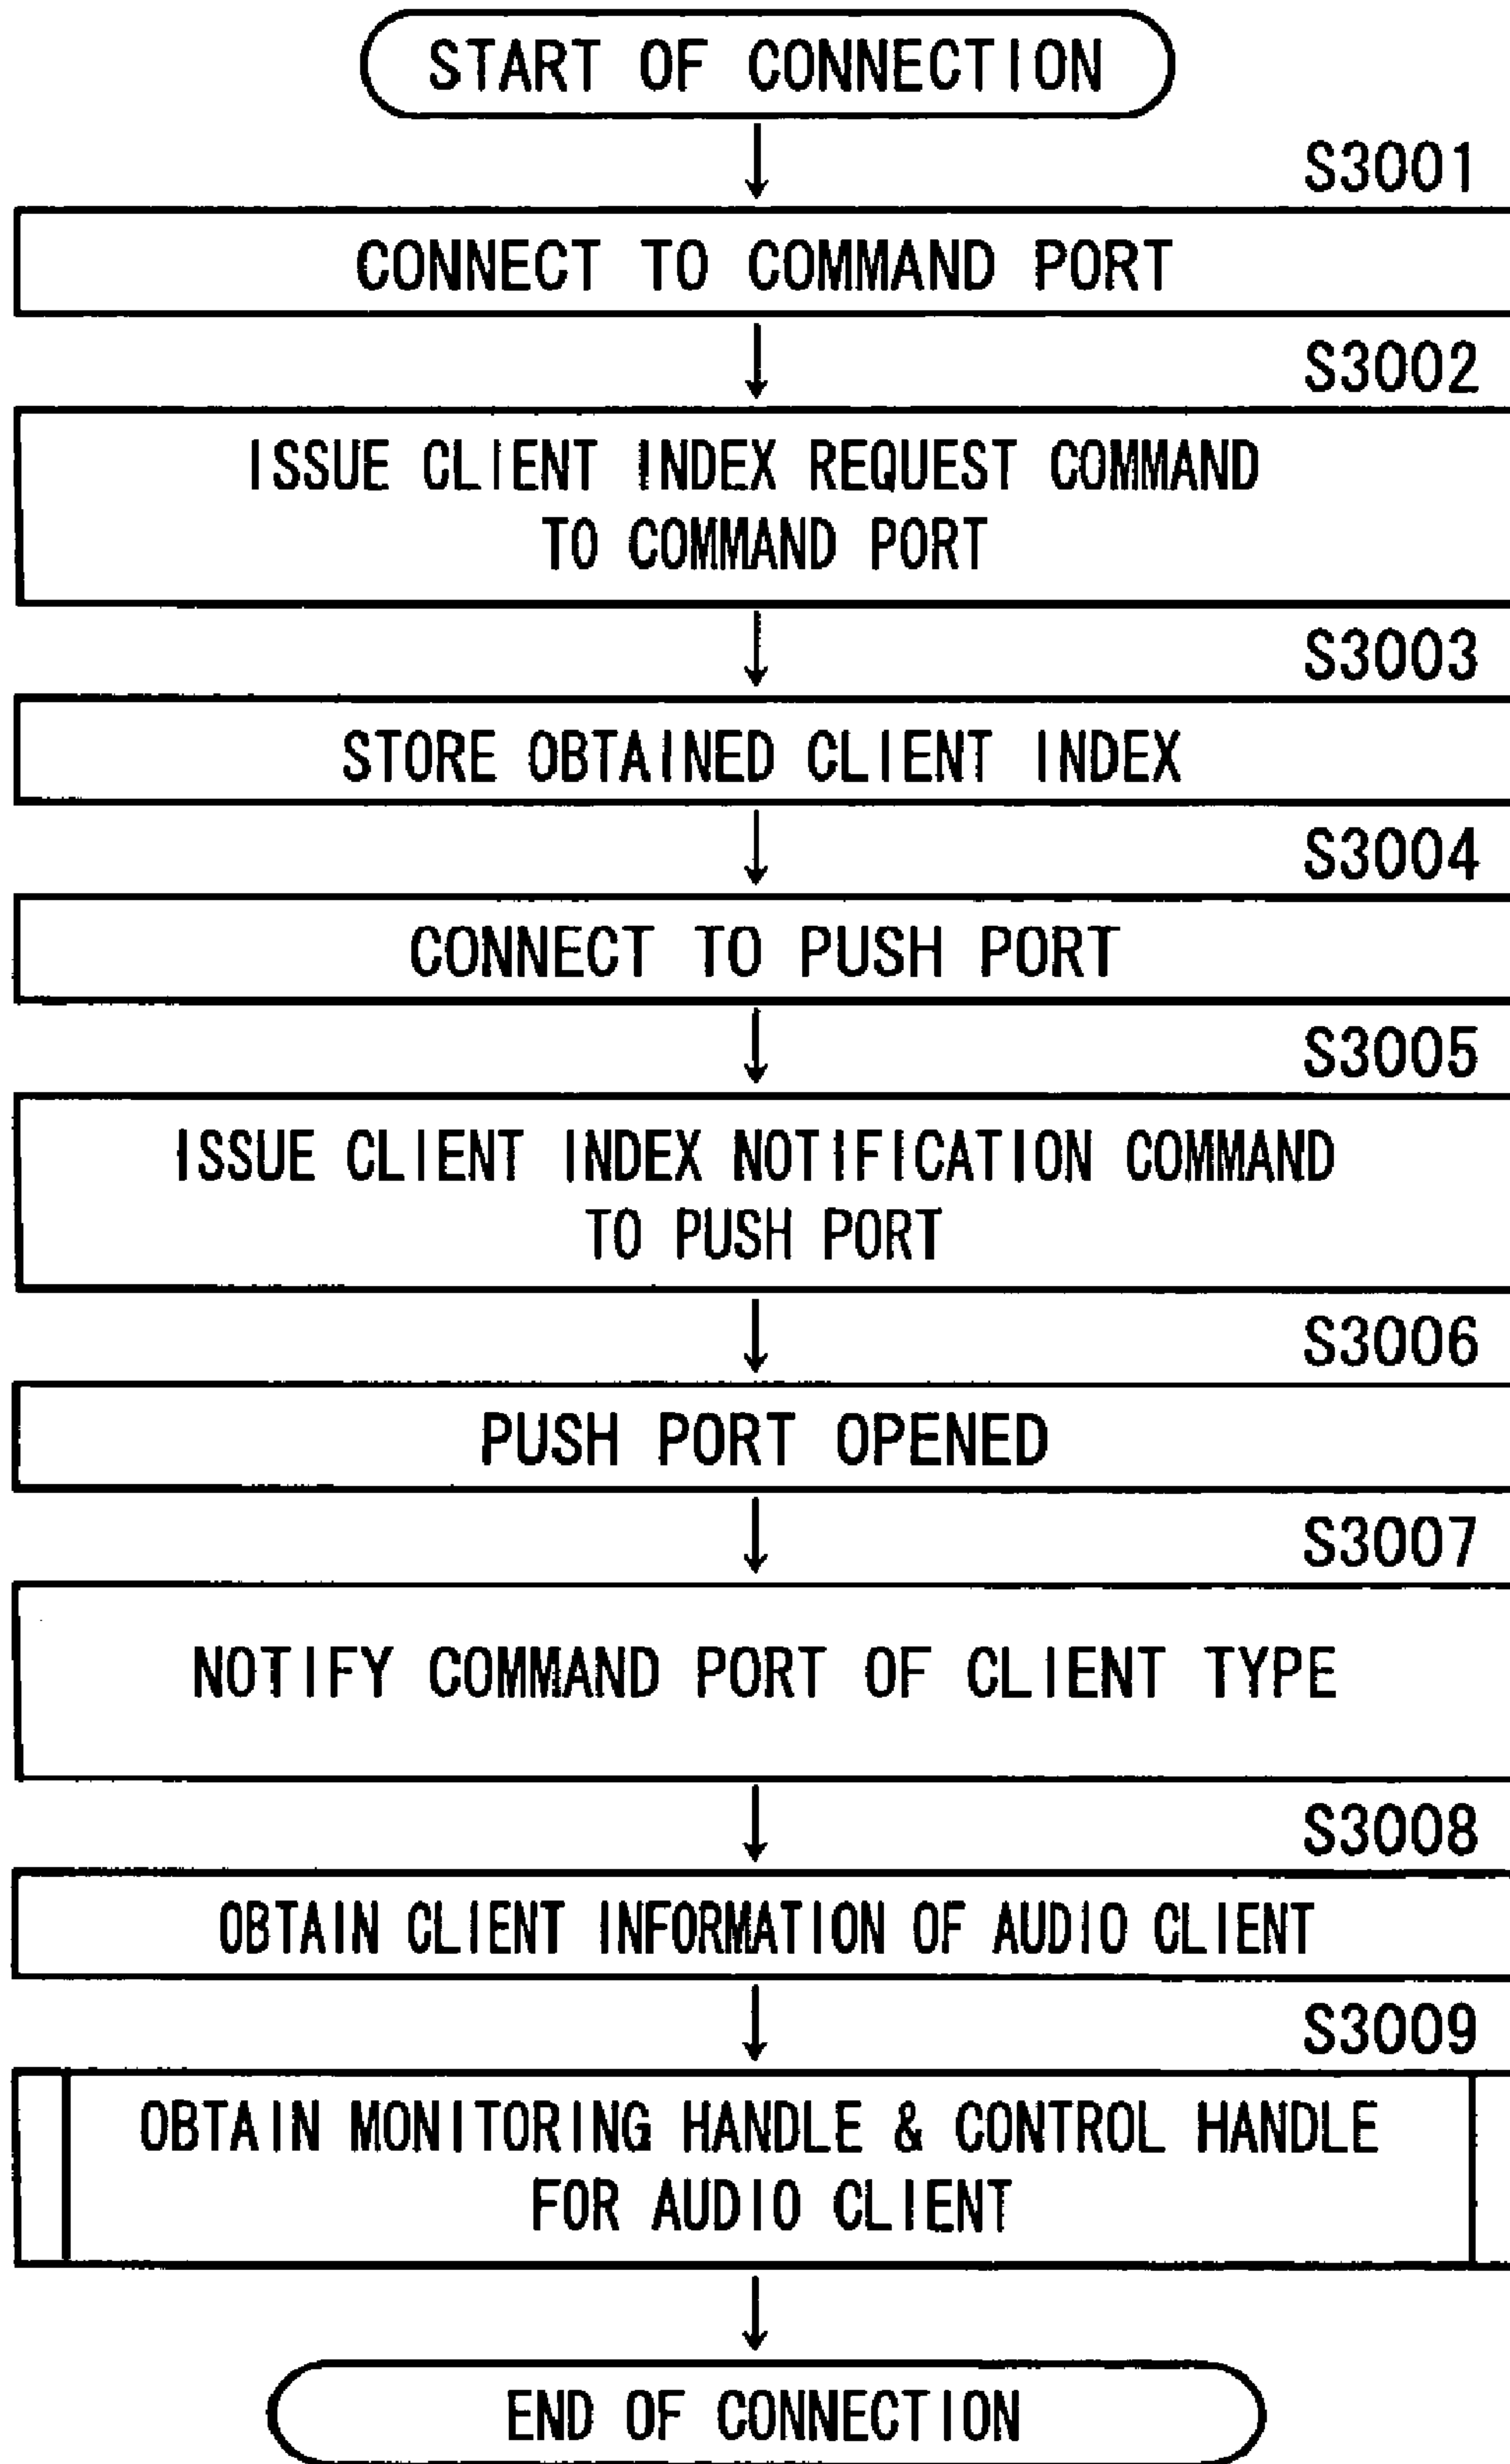 START OF CONNECTION
S3001
CONNECT TO COMMAND PORT
S3002
ISSUE CLIENT INDEX REQUEST COMMAND
TO COMMAND PORT
S3003
STORE OBTAINED CLIENT INDEX
S3004
CONNECT TO PUSH PORT
S3005
ISSUE CLIENT INDEX NOTIFICATION COMMAND
TO PUSH PORT
S3006
PUSH PORT OPENED
S3007
NOTIFY COMMAND PORT OF CLIENT TYPE
S3008
OBTAIN CLIENT INFORMATION OF AUDIO CLIENT
S3009
OBTAIN MONITORING HANDLE & CONTROL HANDLE
FOR AUDIO CLIENT
END OF CONNECTION